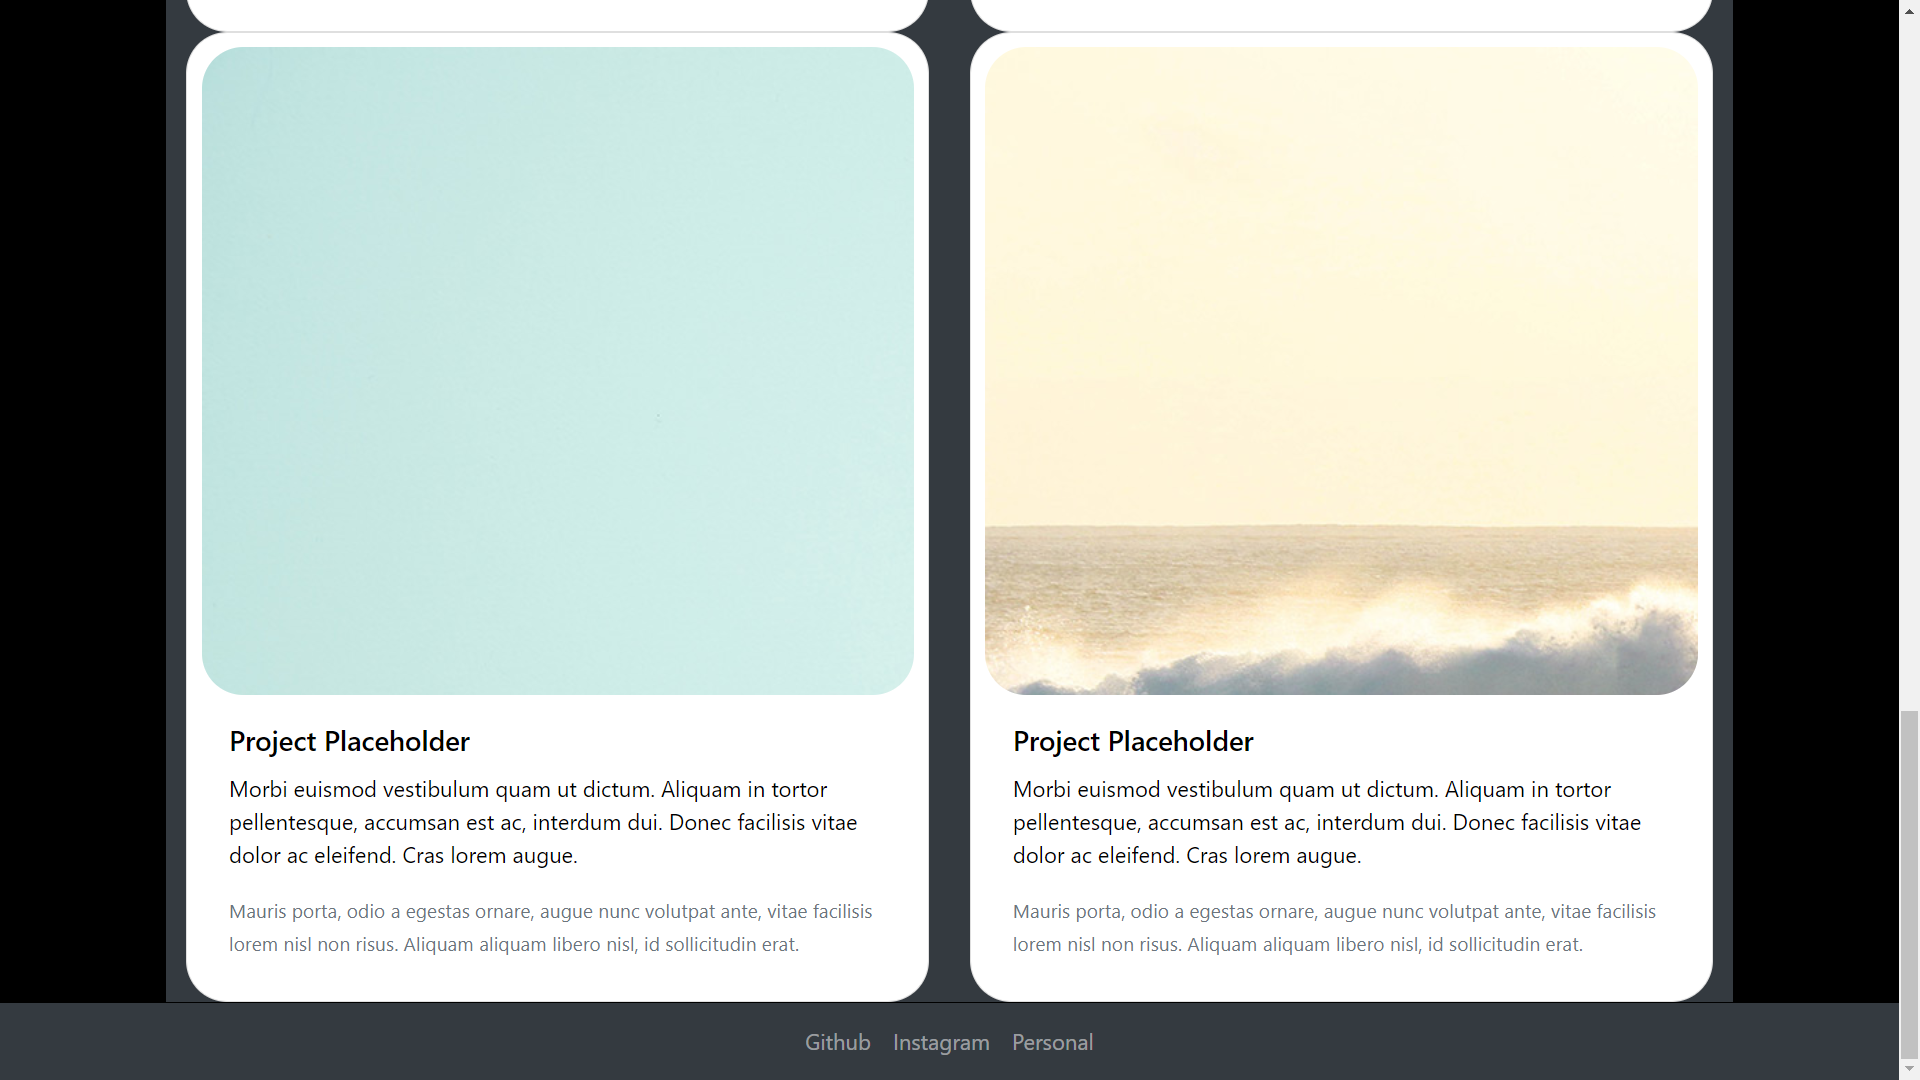 Project Placeholder
Morbi euismod vestibulum quam ut dictum. Aliquam in tortor
pellentesque, accumsan est ac, interdum dui. Donec facilisis vitae
dolor ac eleifend. Cras lorem augue.
Mauris porta, odio a egestas ornare, augue nunc volutpat ante, vitae facilisis
lorem nisl non risus. Aliquam aliquam libero nisl, id sollicitudin erat.
Project Placeholder
Morbi euismod vestibulum quam ut dictum. Aliquam in tortor
pellentesque, accumsan est ac, interdum dui. Donec facilisis vitae
dolor ac eleifend. Cras lorem augue.
Mauris porta, odio a egestas ornare, augue nunc volutpat ante, vitae facilisis
lorem nisl non risus. Aliquam aliquam libero nisl, id sollicitudin erat.
Github Instagram Personal